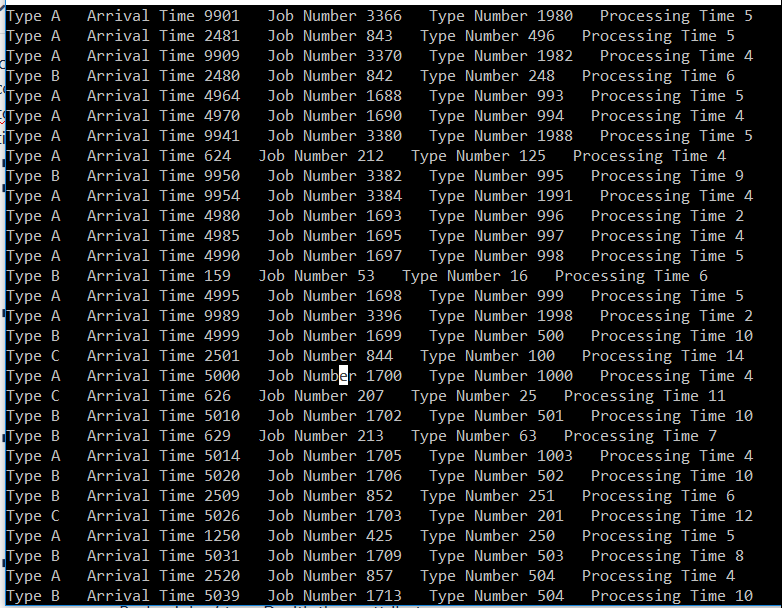 Type A   Arrival Time 9901   Job Number 3366   Type Number 1980   Processing Time 5
Type A   Arrival Time 2481   Job Number 843   Type Number 496   Processing Time 5
Type A   Arrival Time 9909   Job Number 3370   Type Number 1982   Processing Time 4
Type B   Arrival Time 2480   Job Number 842   Type Number 248   Processing Time 6
Type A   Arrival Time 4964   Job Number 1688   Type Number 993   Processing Time 5
Type A   Arrival Time 4970   Job Number 1690   Type Number 994   Processing Time 4
Type A   Arrival Time 9941   Job Number 3380   Type Number 1988   Processing Time 5
Type A   Arrival Time 624   Job Number 212   Type Number 125   Processing Time 4
Type B   Arrival Time 9950   Job Number 3382   Type Number 995   Processing Time 9
Type A   Arrival Time 9954   Job Number 3384   Type Number 1991   Processing Time 4
Type A   Arrival Time 4980   Job Number 1693   Type Number 996   Processing Time 2
Type A   Arrival Time 4985   Job Number 1695   Type Number 997   Processing Time 4
Type A   Arrival Time 4990   Job Number 1697   Type Number 998   Processing Time 5
Type B   Arrival Time 159   Job Number 53   Type Number 16   Processing Time 6
Type A   Arrival Time 4995   Job Number 1698   Type Number 999   Processing Time 5
Type A   Arrival Time 9989   Job Number 3396   Type Number 1998   Processing Time 2
Type B   Arrival Time 4999   Job Number 1699   Type Number 500   Processing Time 10
Type C   Arrival Time 2501   Job Number 844   Type Number 100   Processing Time 14
Type A   Arrival Time 5000   Job Number 1700   Type Number 1000   Processing Time 4
Type C   Arrival Time 626   Job Number 207   Type Number 25   Processing Time 11
Type B   Arrival Time 5010   Job Number 1702   Type Number 501   Processing Time 10
Type B   Arrival Time 629   Job Number 213   Type Number 63   Processing Time 7
Type A   Arrival Time 5014   Job Number 1705   Type Number 1003   Processing Time 4
Type B   Arrival Time 5020   Job Number 1706   Type Number 502   Processing Time 10
Type B   Arrival Time 2509   Job Number 852   Type Number 251   Processing Time 6
Type C   Arrival Time 5026   Job Number 1703   Type Number 201   Processing Time 12
Type A   Arrival Time 1250   Job Number 425   Type Number 250   Processing Time 5
Type B   Arrival Time 5031   Job Number 1709   Type Number 503   Processing Time 8
Type A   Arrival Time 2520   Job Number 857   Type Number 504   Processing Time 4
Type B   Arrival Time 5039   Job Number 1713   Type Number 504   Processing Time 10